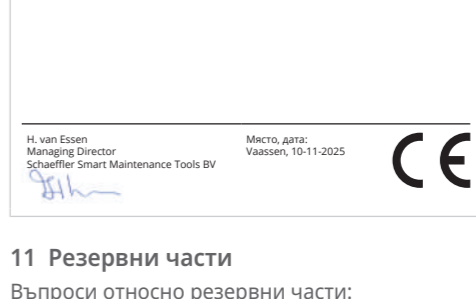 H. van Essen
Managing Director
Schaeffler Smart Maintenance Tools BV
Място, дата:
Vaassen, 10-11-2025
CE
11 Резервни части
Въпроси относно резервни части: